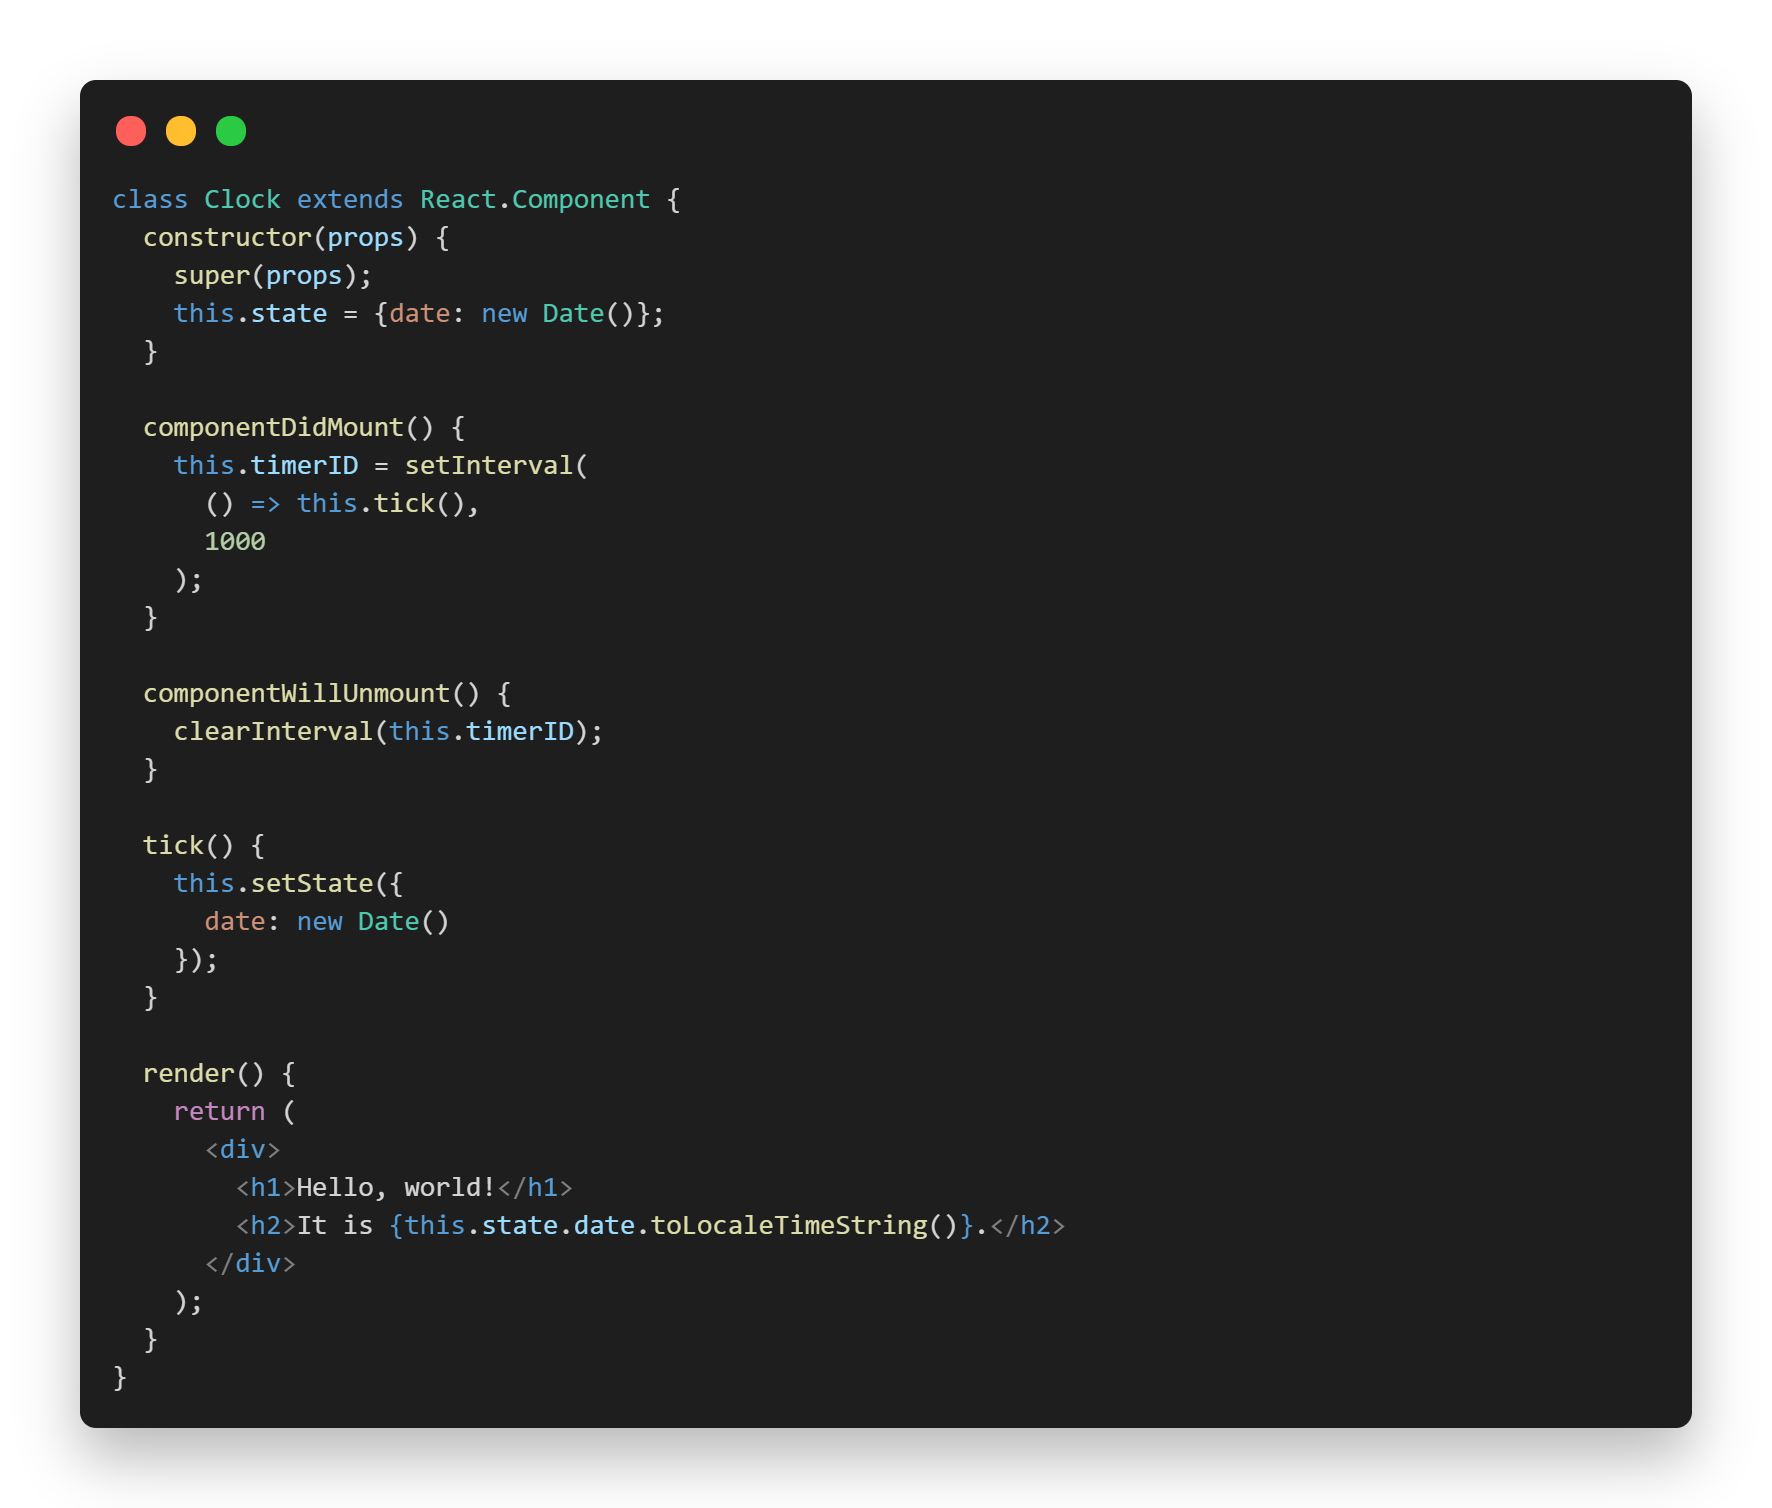 class Clock extends React.Component {
  constructor(props) {
    super(props);
    this.state = {date: new Date()};
  }

  componentDidMount() {
    this.timerID = setInterval(
      () => this.tick(),
      1000
    );
  }

  componentWillUnmount() {
    clearInterval(this.timerID);
  }

  tick() {
    this.setState({
      date: new Date()
    });
  }

  render() {
    return (
      <div>
        <h1>Hello, world!</h1>
        <h2>It is {this.state.date.toLocaleTimeString()}.</h2>
      </div>
    );
  }
}